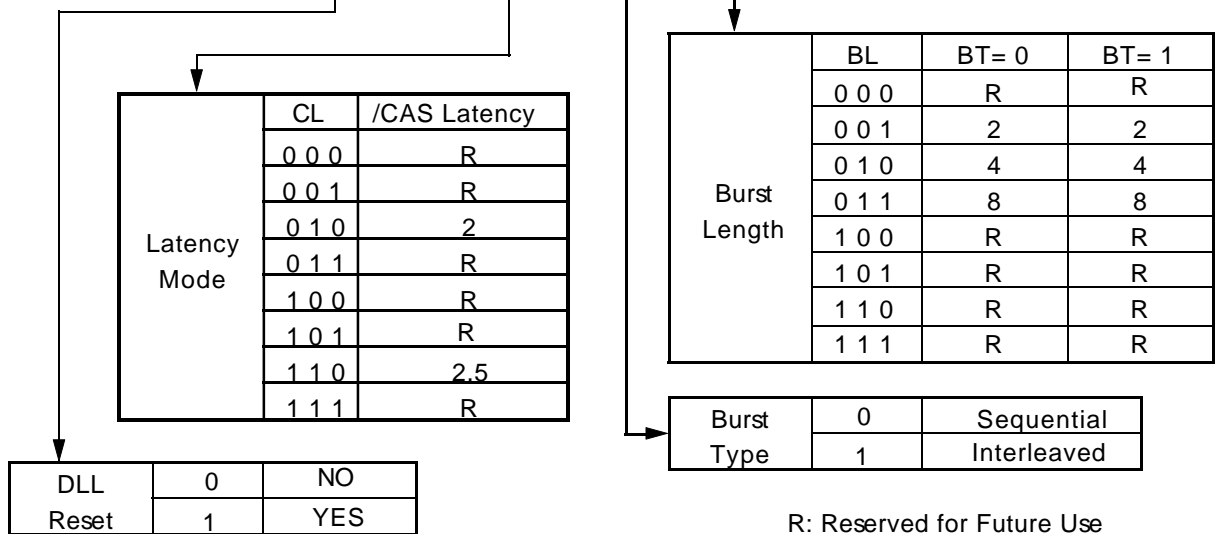 CL /CAS Latency
Latency Mode
0 0 0 R
0 0 1 R
0 1 0 2
0 1 1 R
1 0 0 R
1 0 1 R
1 1 0 2.5
1 1 1 R
BL BT= 0 BT= 1
Burst Length
0 0 0 R R
0 0 1 2 2
0 1 0 4 4
0 1 1 8 8
1 0 0 R R
1 0 1 R R
1 1 0 R R
1 1 1 R R
Burst Type
0 Sequential
1 Interleaved
DLL Reset
0 NO
1 YES
R: Reserved for Future Use